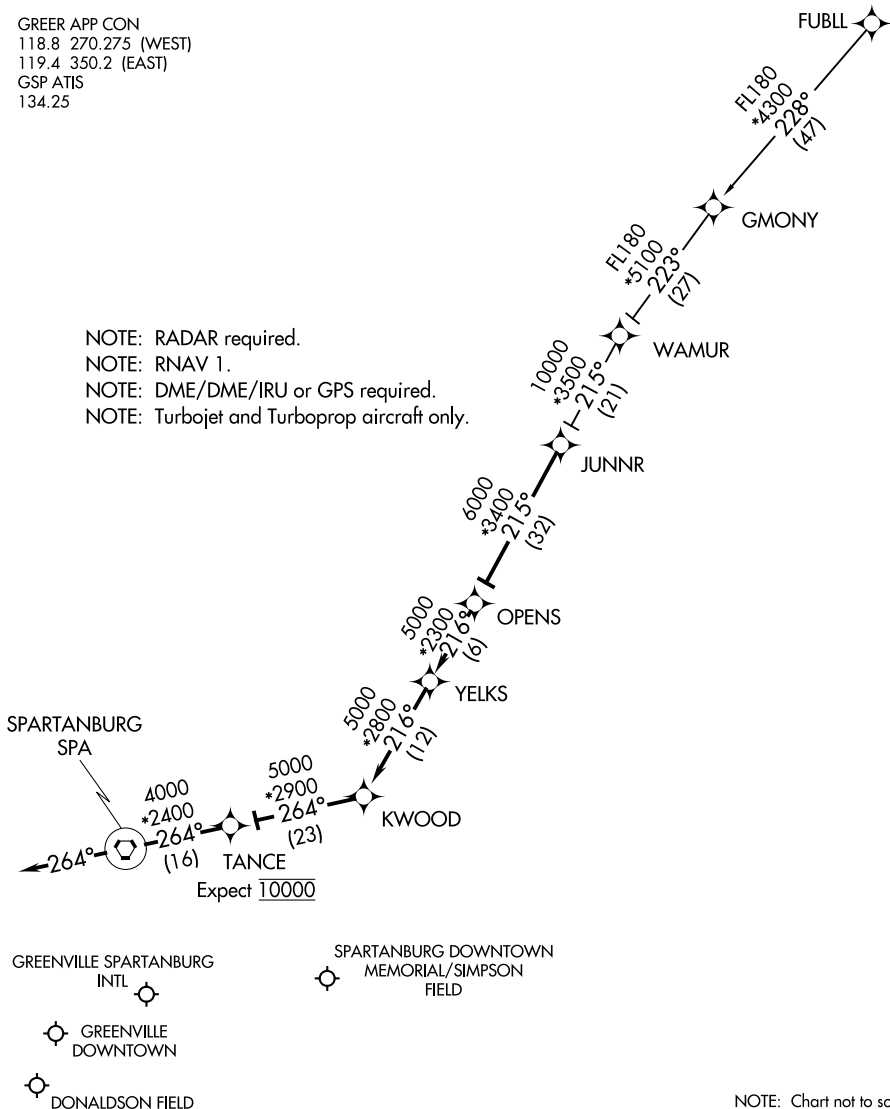 GREER APP CON
118.8 270.275 (WEST)
119.4 350.2 (EAST)
GSP ATIS
134.25
FUBLL
FL180
*4300
228°
(47)
GMONY
FL180
*5100
223°
(27)
WAMUR
NOTE: RADAR required.
NOTE: RNAV 1.
NOTE: DME/DME/IRU or GPS required.
NOTE: Turbojet and Turboprop aircraft only.
10000
*3500
215°
(21)
JUNNR
6000
*3400
215°
(32)
OPENS
5000
*2300
216°
(6)
YELKS
5000
*2800
216°
(12)
KWOOD
5000
*2900
264°
(23)
TANCE
Expect 10000
SPARTANBURG
SPA
4000
*2400
264°
(16)
264°
GREENVILLE SPARTANBURG
INTL
SPARTANBURG DOWNTOWN
MEMORIAL/SIMPSON
FIELD
GREENVILLE
DOWNTOWN
DONALDSON FIELD
NOTE: Chart not to sc